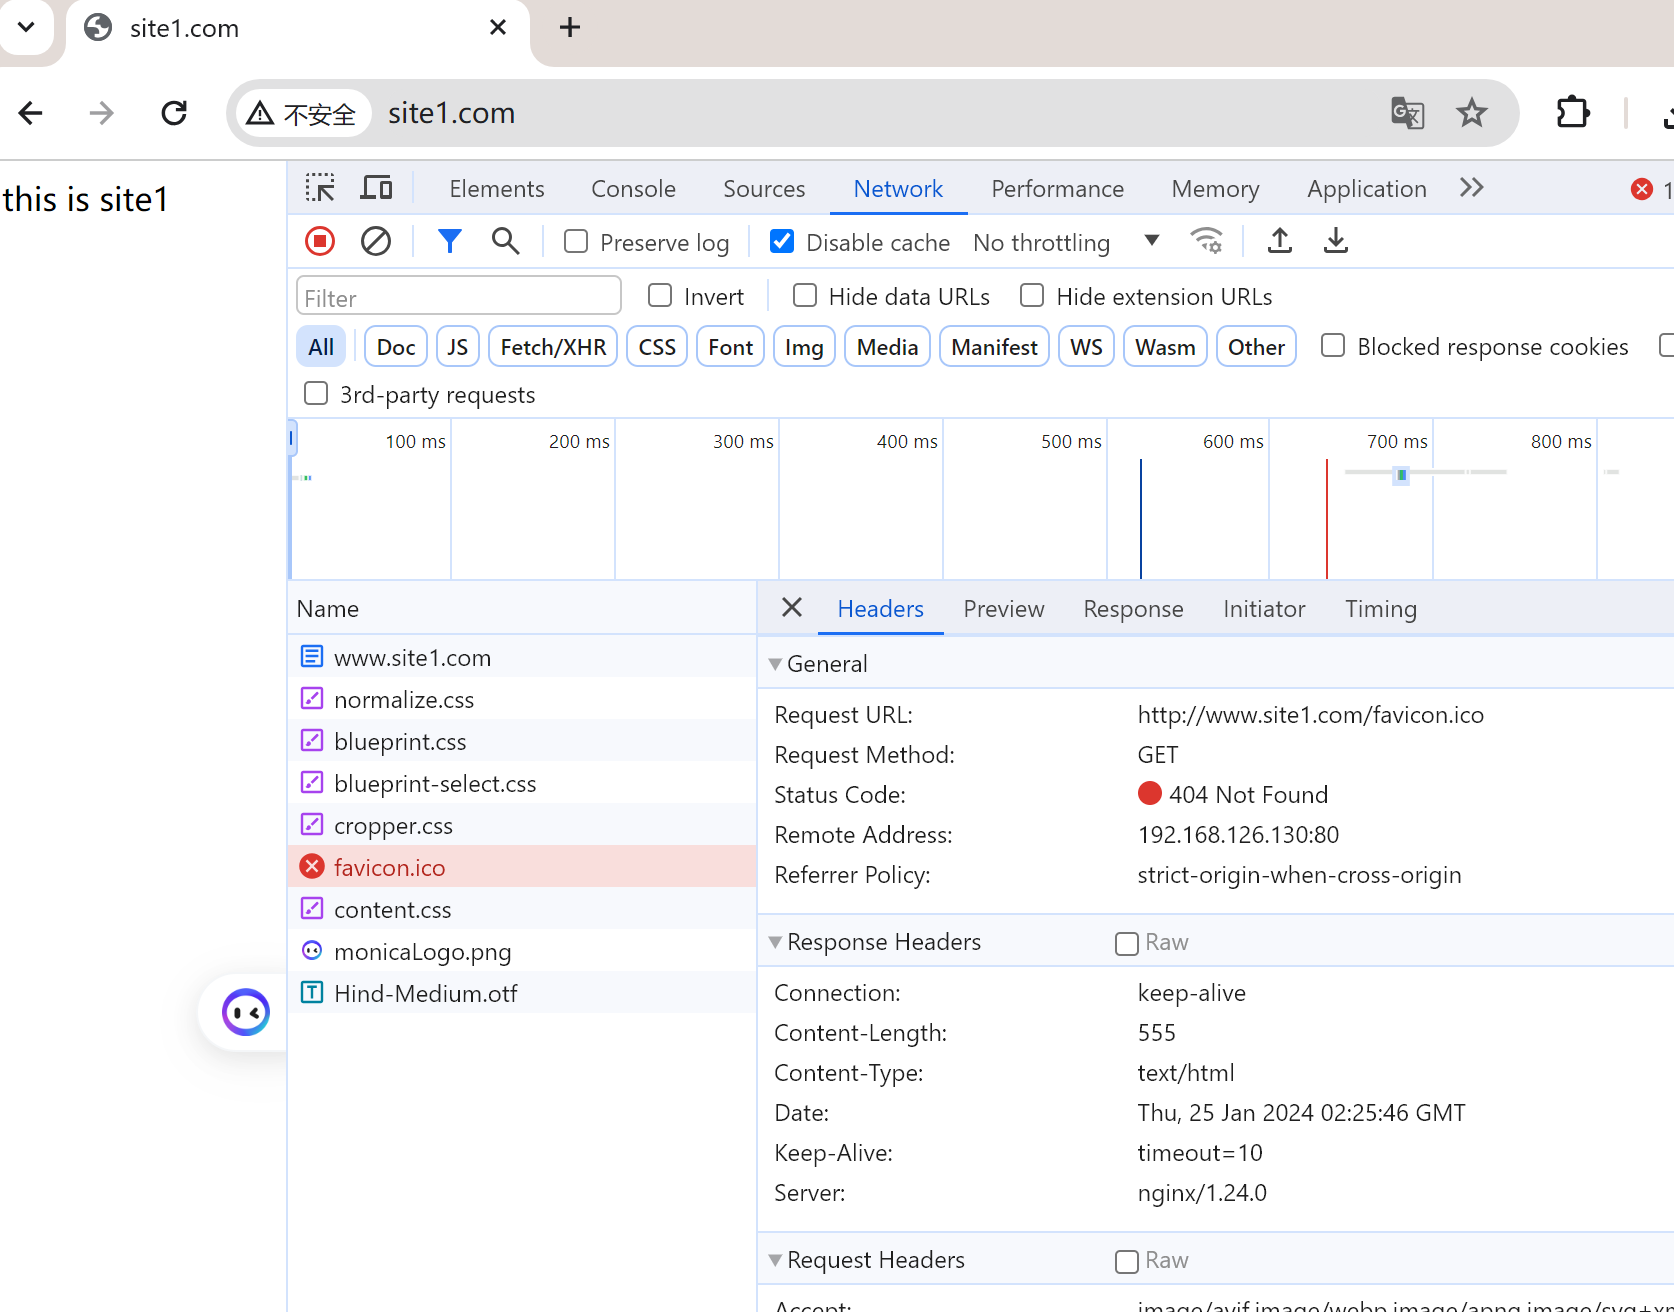 site1.com
不安全 site1.com
this is site1
Elements Console Sources Network Performance Memory Application 1
Preserve log Disable cache No throttling
Filter Invert Hide data URLs Hide extension URLs
All Doc JS Fetch/XHR CSS Font Img Media Manifest WS Wasm Other Blocked response cookies
3rd-party requests
100 ms 200 ms 300 ms 400 ms 500 ms 600 ms 700 ms 800 ms
Name
www.site1.com
normalize.css
blueprint.css
blueprint-select.css
cropper.css
favicon.ico
content.css
monicaLogo.png
Hind-Medium.otf
Headers Preview Response Initiator Timing
General
Request URL: http://www.site1.com/favicon.ico
Request Method: GET
Status Code: 404 Not Found
Remote Address: 192.168.126.130:80
Referrer Policy: strict-origin-when-cross-origin
Response Headers Raw
Connection: keep-alive
Content-Length: 555
Content-Type: text/html
Date: Thu, 25 Jan 2024 02:25:46 GMT
Keep-Alive: timeout=10
Server: nginx/1.24.0
Request Headers Raw
Accept: image/avif,image/webp,image/apng,image/svg+xm